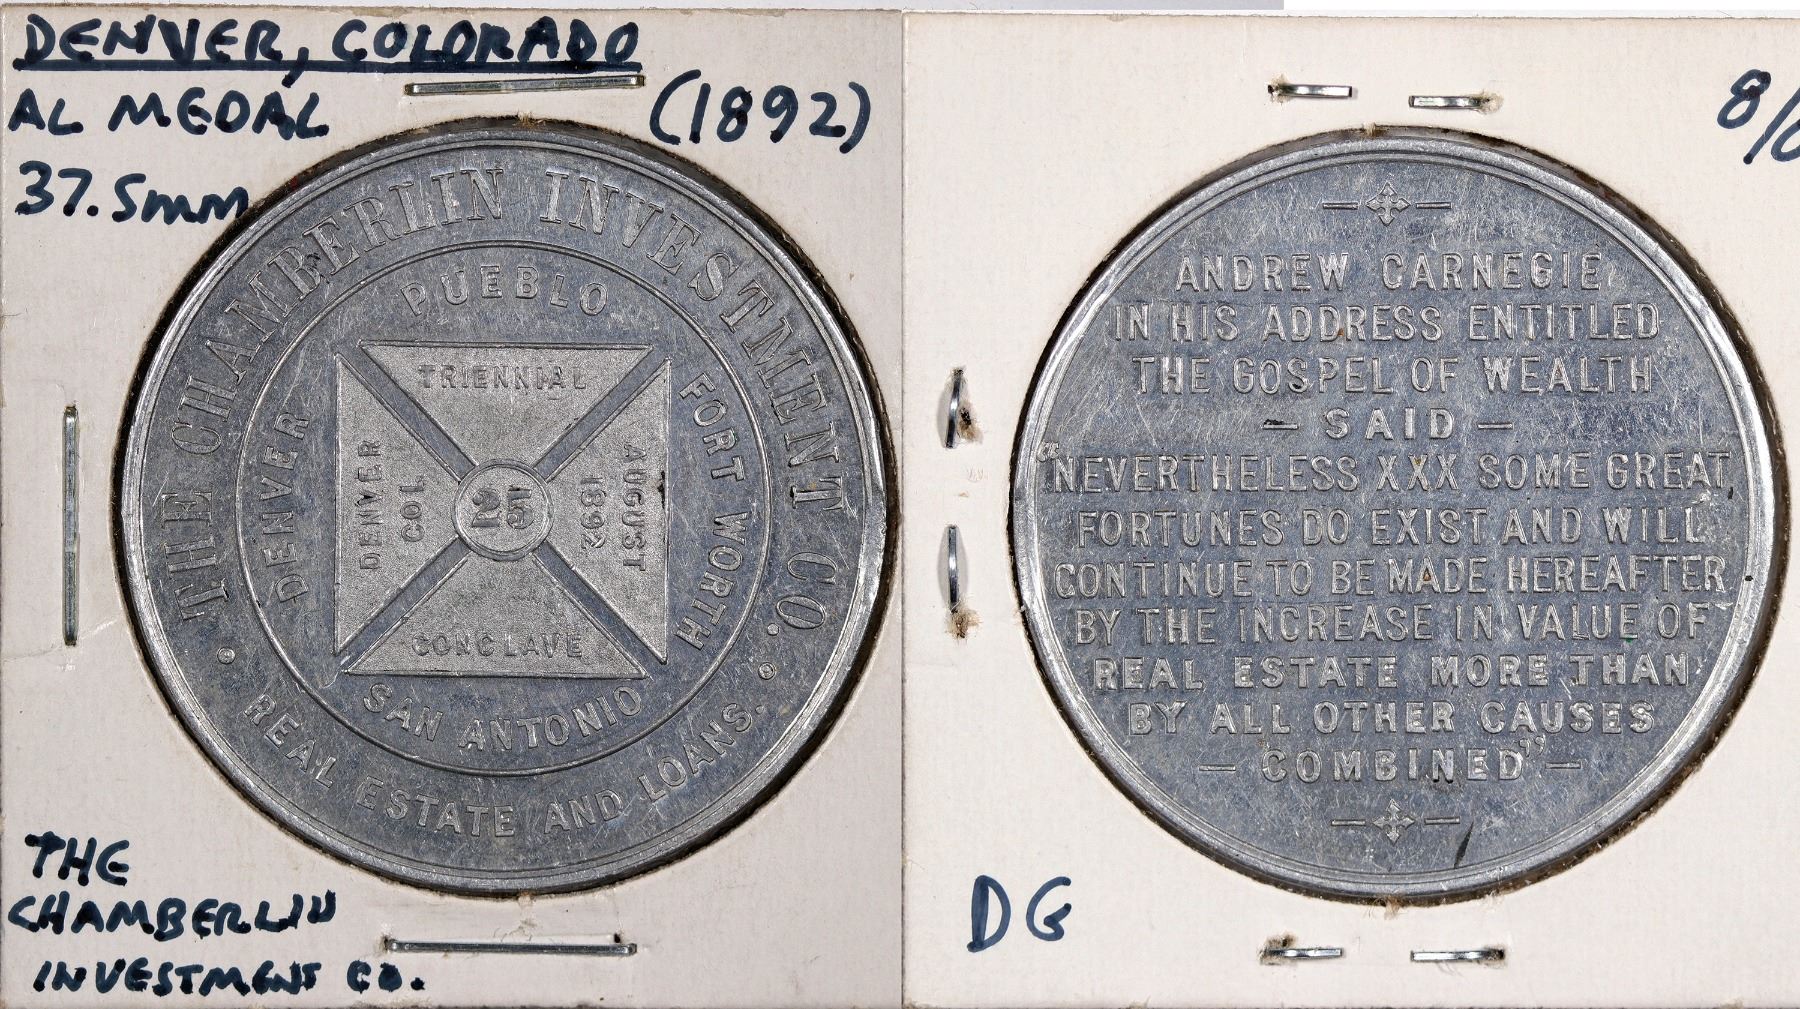 DENVER, COLORADO
AL MEDAL
(1892)
37.5mm
THE CHAMBERLIN INVESTMENT CO.
• REAL ESTATE AND LOANS. •
PUEBLO
DENVER
FORT WORTH
SAN ANTONIO
TRIENNIAL
DENVER
COL.
25
AUGUST
1892
CONCLAVE
THE
CHAMBERLIN
INVESTMENT CO.
8/
ANDREW CARNEGIE
IN HIS ADDRESS ENTITLED
THE GOSPEL OF WEALTH
— SAID —
"NEVERTHELESS XXX SOME GREAT
FORTUNES DO EXIST AND WILL
CONTINUE TO BE MADE HEREAFTER
BY THE INCREASE IN VALUE OF
REAL ESTATE MORE THAN
BY ALL OTHER CAUSES
— COMBINED" —
DG